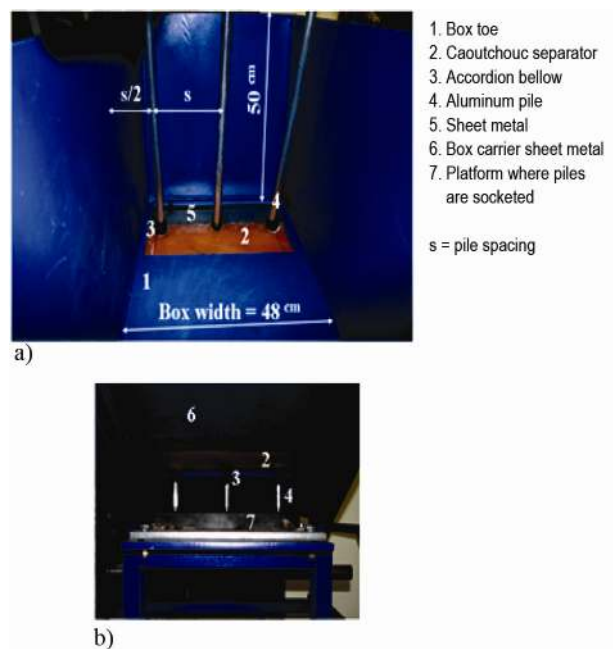 1. Box toe
2. Caoutchouc separator
3. Accordion bellow
4. Aluminum pile
5. Sheet metal
6. Box carrier sheet metal
7. Platform where piles
are socketed
s = pile spacing
s/2
s
50 cm
5
4
3
2
1
Box width = 48 cm
a)
6
2
3
4
7
b)